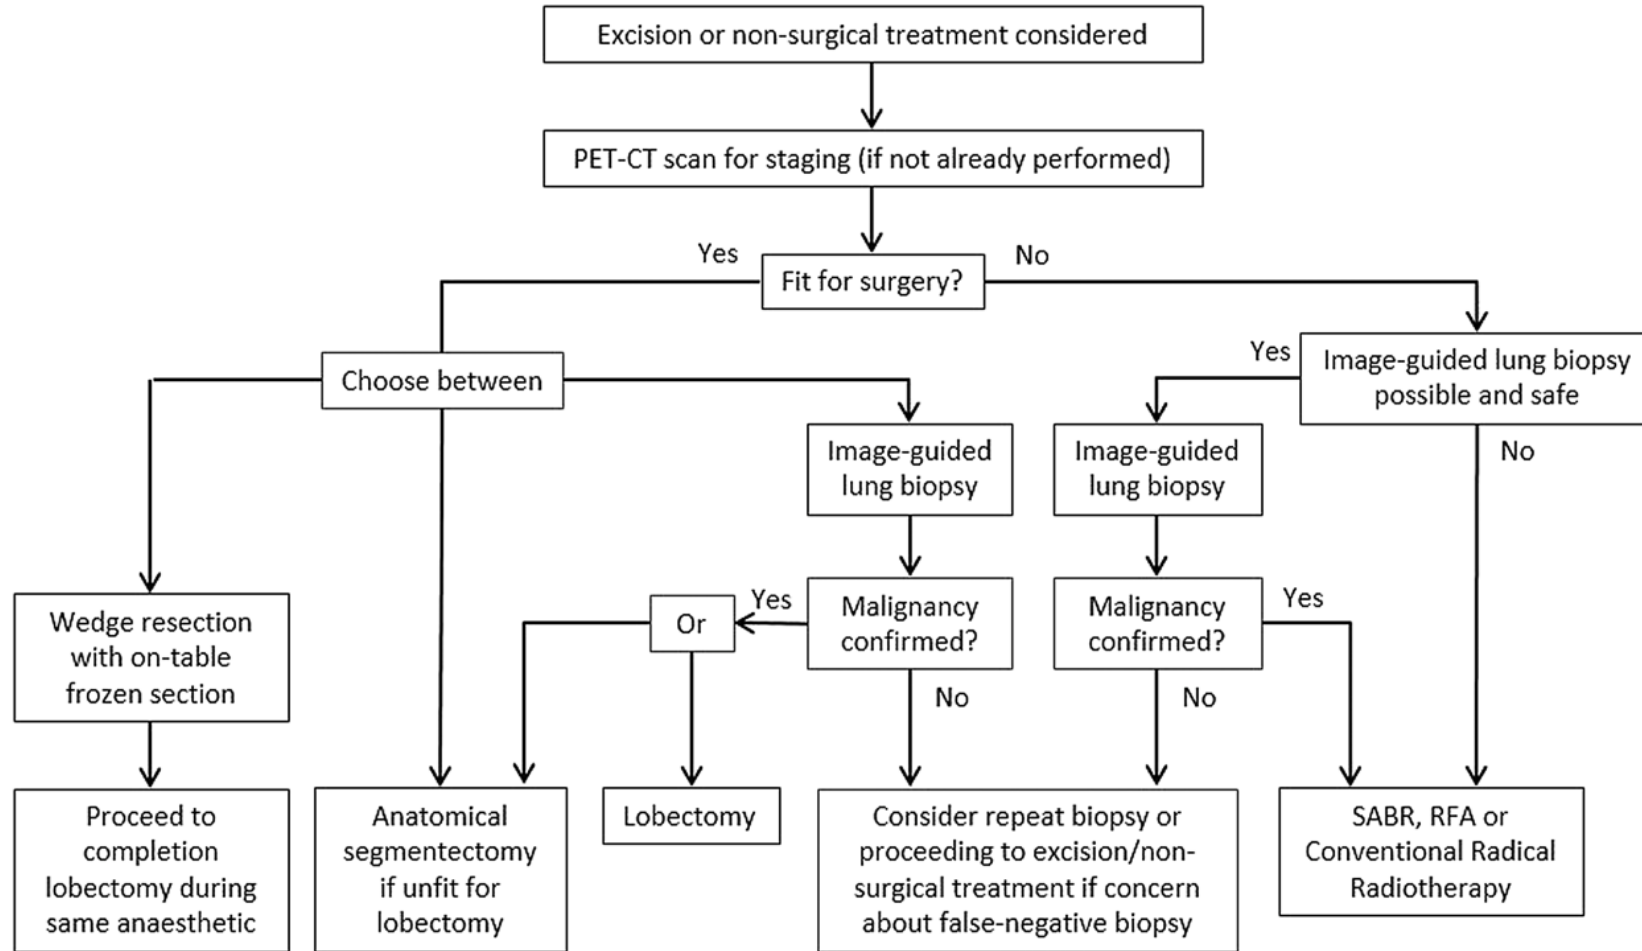 Excision or non-surgical treatment considered
PET-CT scan for staging (if not already performed)
Yes
No
Fit for surgery?
Choose between
Yes
Image-guided lung biopsy
possible and safe
No
Image-guided
lung biopsy
Image-guided
lung biopsy
Wedge resection
with on-table
frozen section
Or
Yes
Malignancy
confirmed?
No
Malignancy
confirmed?
Yes
No
Proceed to
completion
lobectomy during
same anaesthetic
Anatomical
segmentectomy
if unfit for
lobectomy
Lobectomy
Consider repeat biopsy or
proceeding to excision/non-
surgical treatment if concern
about false-negative biopsy
SABR, RFA or
Conventional Radical
Radiotherapy